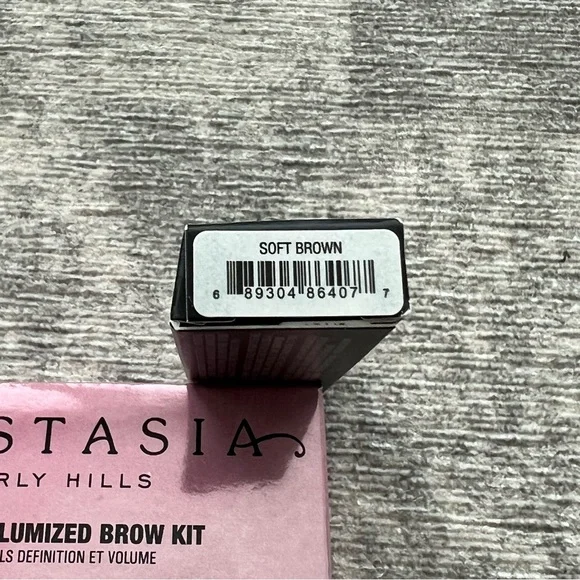 SOFT BROWN
6 89304 86407 7
STASIA
RLY HILLS
LUMIZED BROW KIT
LS DEFINITION ET VOLUME